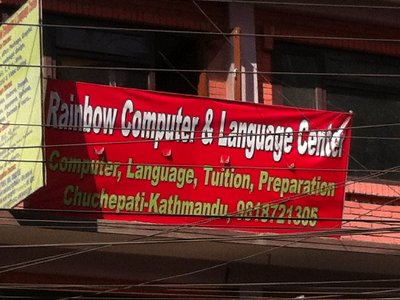 Rainbow Computer & Language Center
Computer, Language, Tuition, Preparation
Chuchepati-Kathmandu, 9818721305